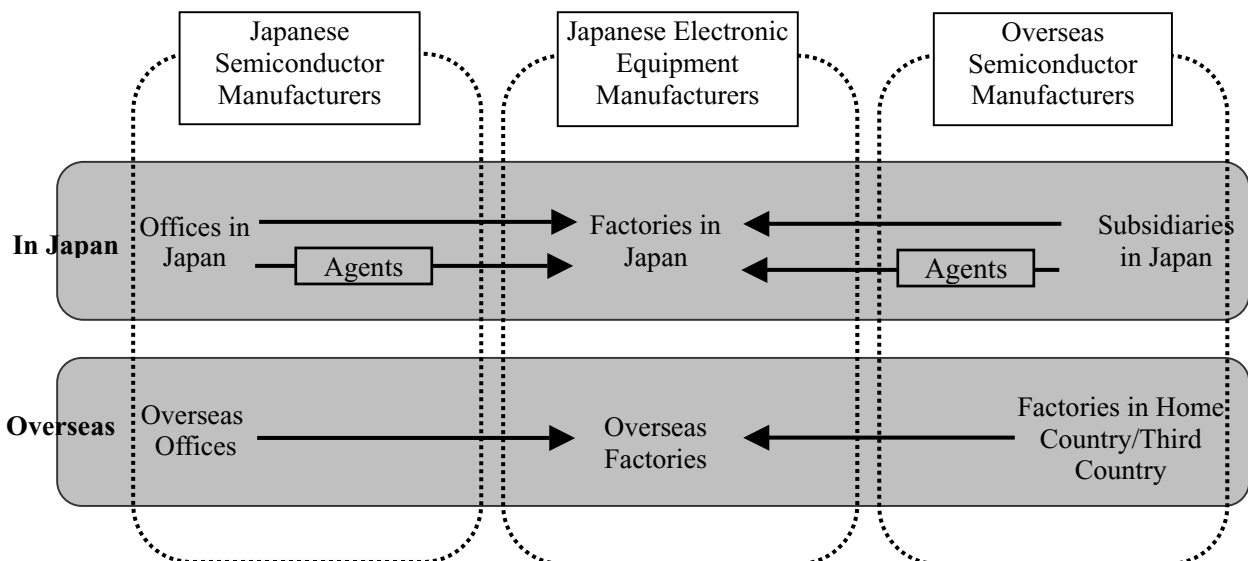 Japanese
Semiconductor
Manufacturers
Japanese Electronic
Equipment
Manufacturers
Overseas
Semiconductor
Manufacturers
In Japan
Offices in
Japan
Agents
Factories in
Japan
Agents
Subsidiaries
in Japan
Overseas
Overseas
Offices
Overseas
Factories
Factories in Home
Country/Third
Country